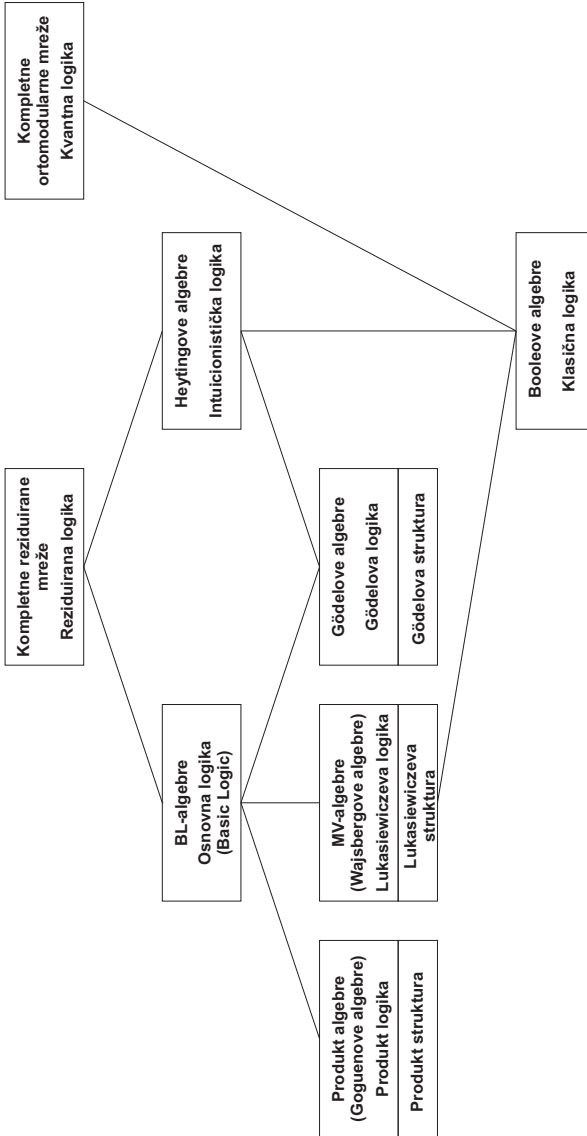 Kompletne reziduirane
mreže
Reziduirana logika
Kompletne
ortomodularne mreže
Kvantna logika
BL-algebre
Osnovna logika
(Basic Logic)
Heytingove algebre
Intuicionistička logika
Produkt algebre
(Goguenove algebre)
Produkt logika
Produkt struktura
MV-algebre
(Wajsbergove algebre)
Lukasiewiczeva logika
Lukasiewiczeva
struktura
Gödelove algebre
Gödelova logika
Gödelova struktura
Booleove algebre
Klasična logika